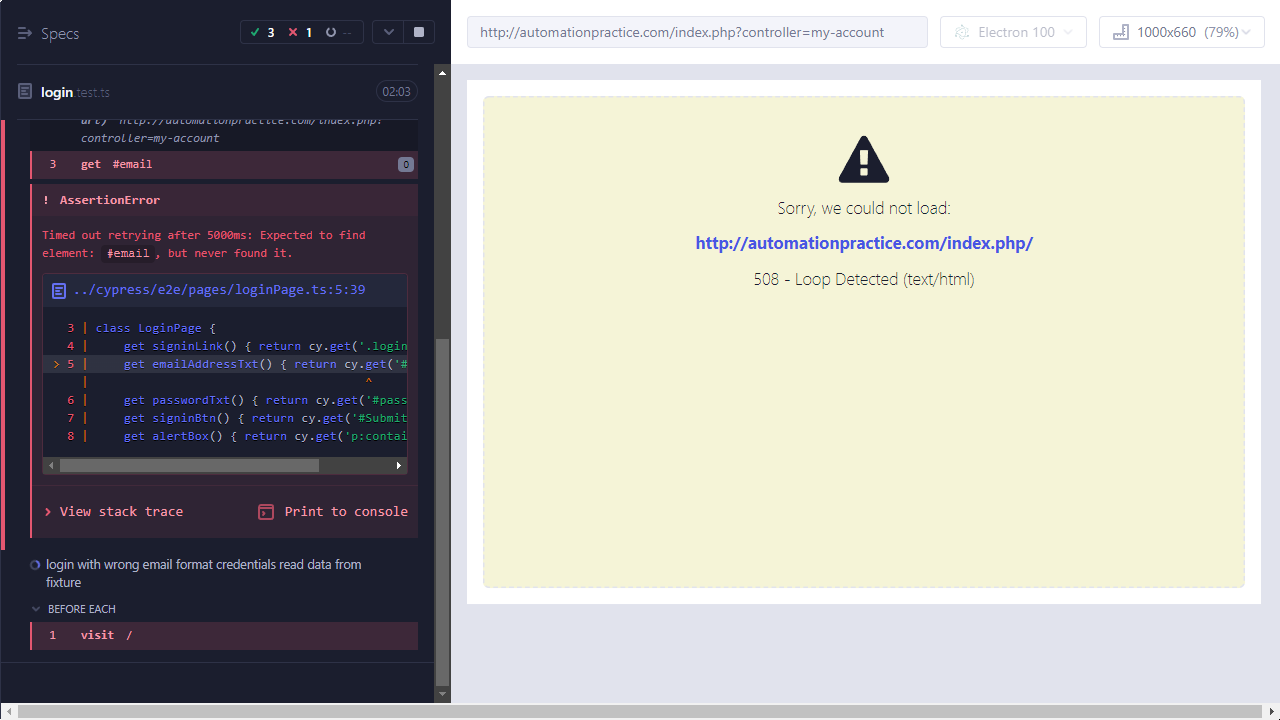 Specs
3 1 --
http://automationpractice.com/index.php?controller=my-account
Electron 100
1000x660 (79%)
login.test.ts
02:03
url) http://automationpractice.com/index.php?
controller=my-account
3 get #email 0
! AssertionError
Timed out retrying after 5000ms: Expected to find
element: #email, but never found it.
../cypress/e2e/pages/loginPage.ts:5:39
3 | class LoginPage {
4 | get signinLink() { return cy.get('.login
> 5 | get emailAddressTxt() { return cy.get('#
| ^
6 | get passwordTxt() { return cy.get('#pass
7 | get signinBtn() { return cy.get('#Submit
8 | get alertBox() { return cy.get('p:contai
View stack trace
Print to console
login with wrong email format credentials read data from
fixture
BEFORE EACH
1 visit /
Sorry, we could not load:
http://automationpractice.com/index.php/
508 - Loop Detected (text/html)